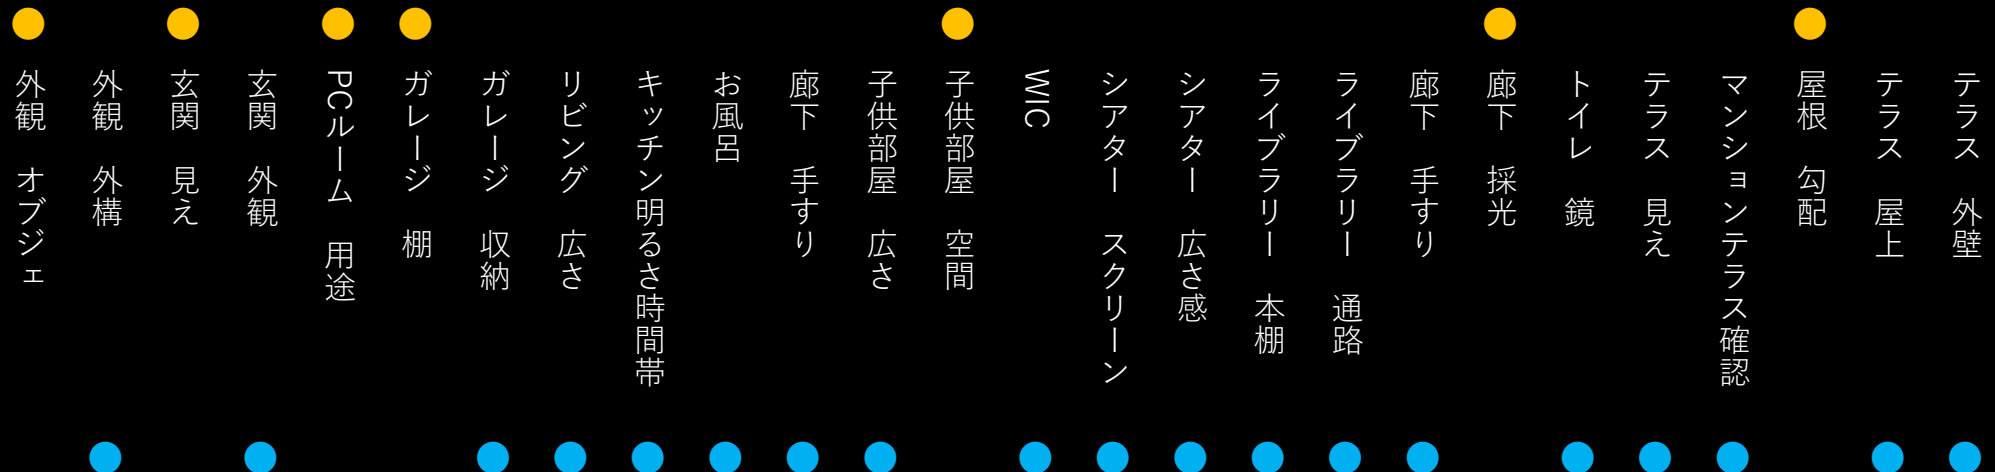 外観　オブジェ
外観　外構
玄関　見え
玄関　外観
PCルーム　用途
ガレージ　棚
ガレージ　収納
リビング　広さ
キッチン明るさ時間帯
お風呂
廊下　手すり
子供部屋　広さ
子供部屋　空間
WIC
シアター　スクリーン
シアター　広さ感
ライブラリー　本棚
ライブラリー　通路
廊下　手すり
廊下　採光
トイレ　鏡
テラス　見え
マンションテラス確認
屋根　勾配
テラス　屋上
テラス　外壁